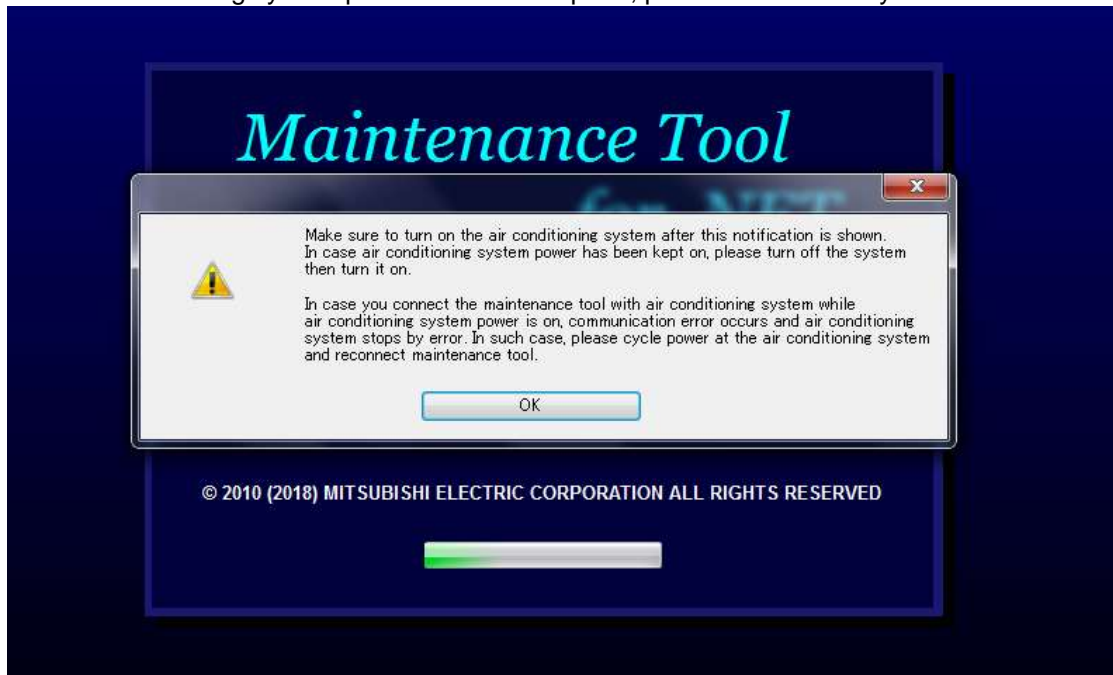 Maintenance Tool
for .NET
Make sure to turn on the air conditioning system after this notification is shown.
In case air conditioning system power has been kept on, please turn off the system
then turn it on.
In case you connect the maintenance tool with air conditioning system while
air conditioning system power is on, communication error occurs and air conditioning
system stops by error. In such case, please cycle power at the air conditioning system
and reconnect maintenance tool.
OK
© 2010 (2018) MITSUBISHI ELECTRIC CORPORATION ALL RIGHTS RESERVED